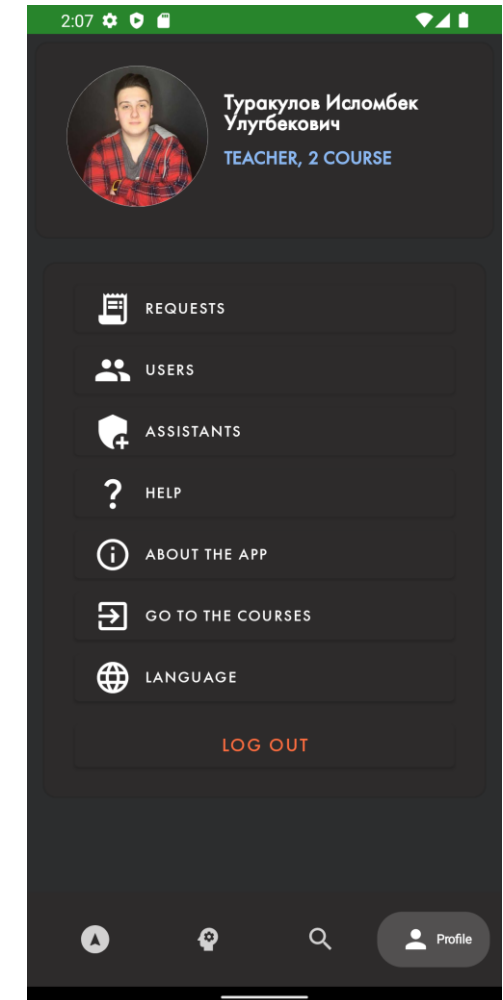 2:07
Туракулов Исломбек
Улугбекович
TEACHER, 2 COURSE
REQUESTS
USERS
ASSISTANTS
HELP
ABOUT THE APP
GO TO THE COURSES
LANGUAGE
LOG OUT
Profile